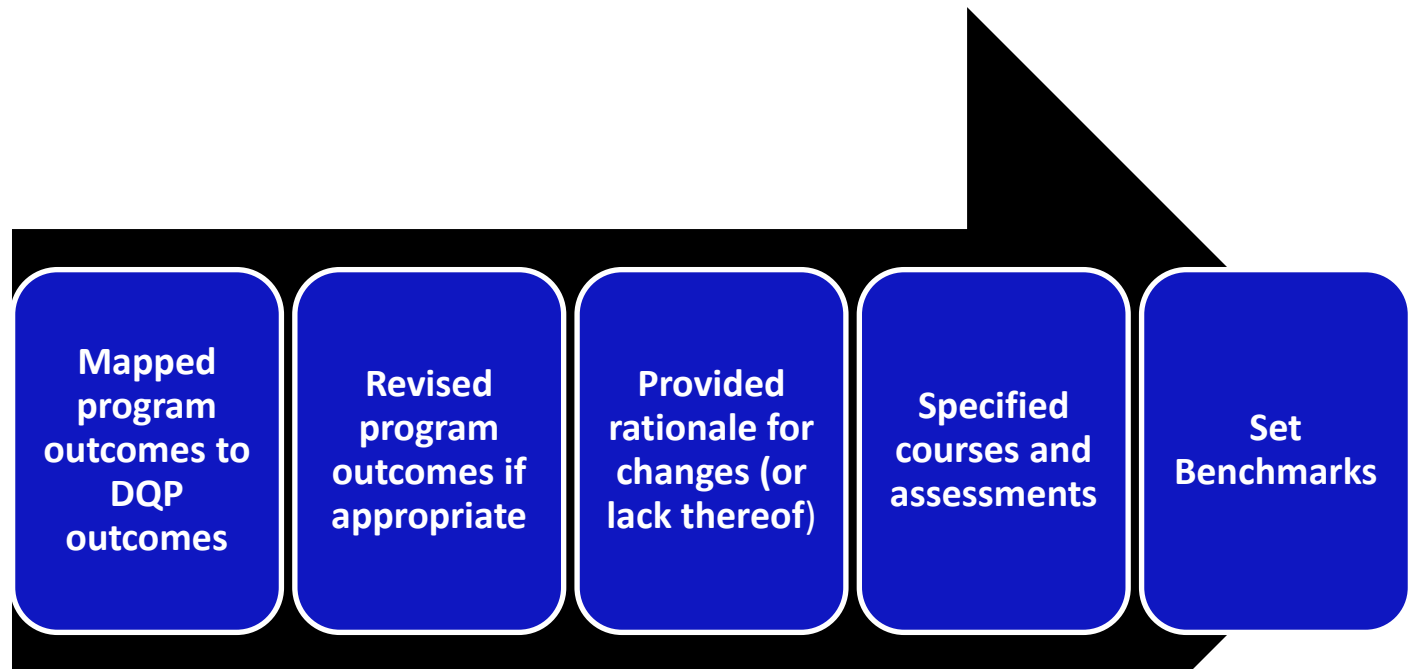 Mapped
program
outcomes to
DQP
outcomes
Revised
program
outcomes if
appropriate
Provided
rationale for
changes (or
lack thereof)
Specified
courses and
assessments
Set
Benchmarks